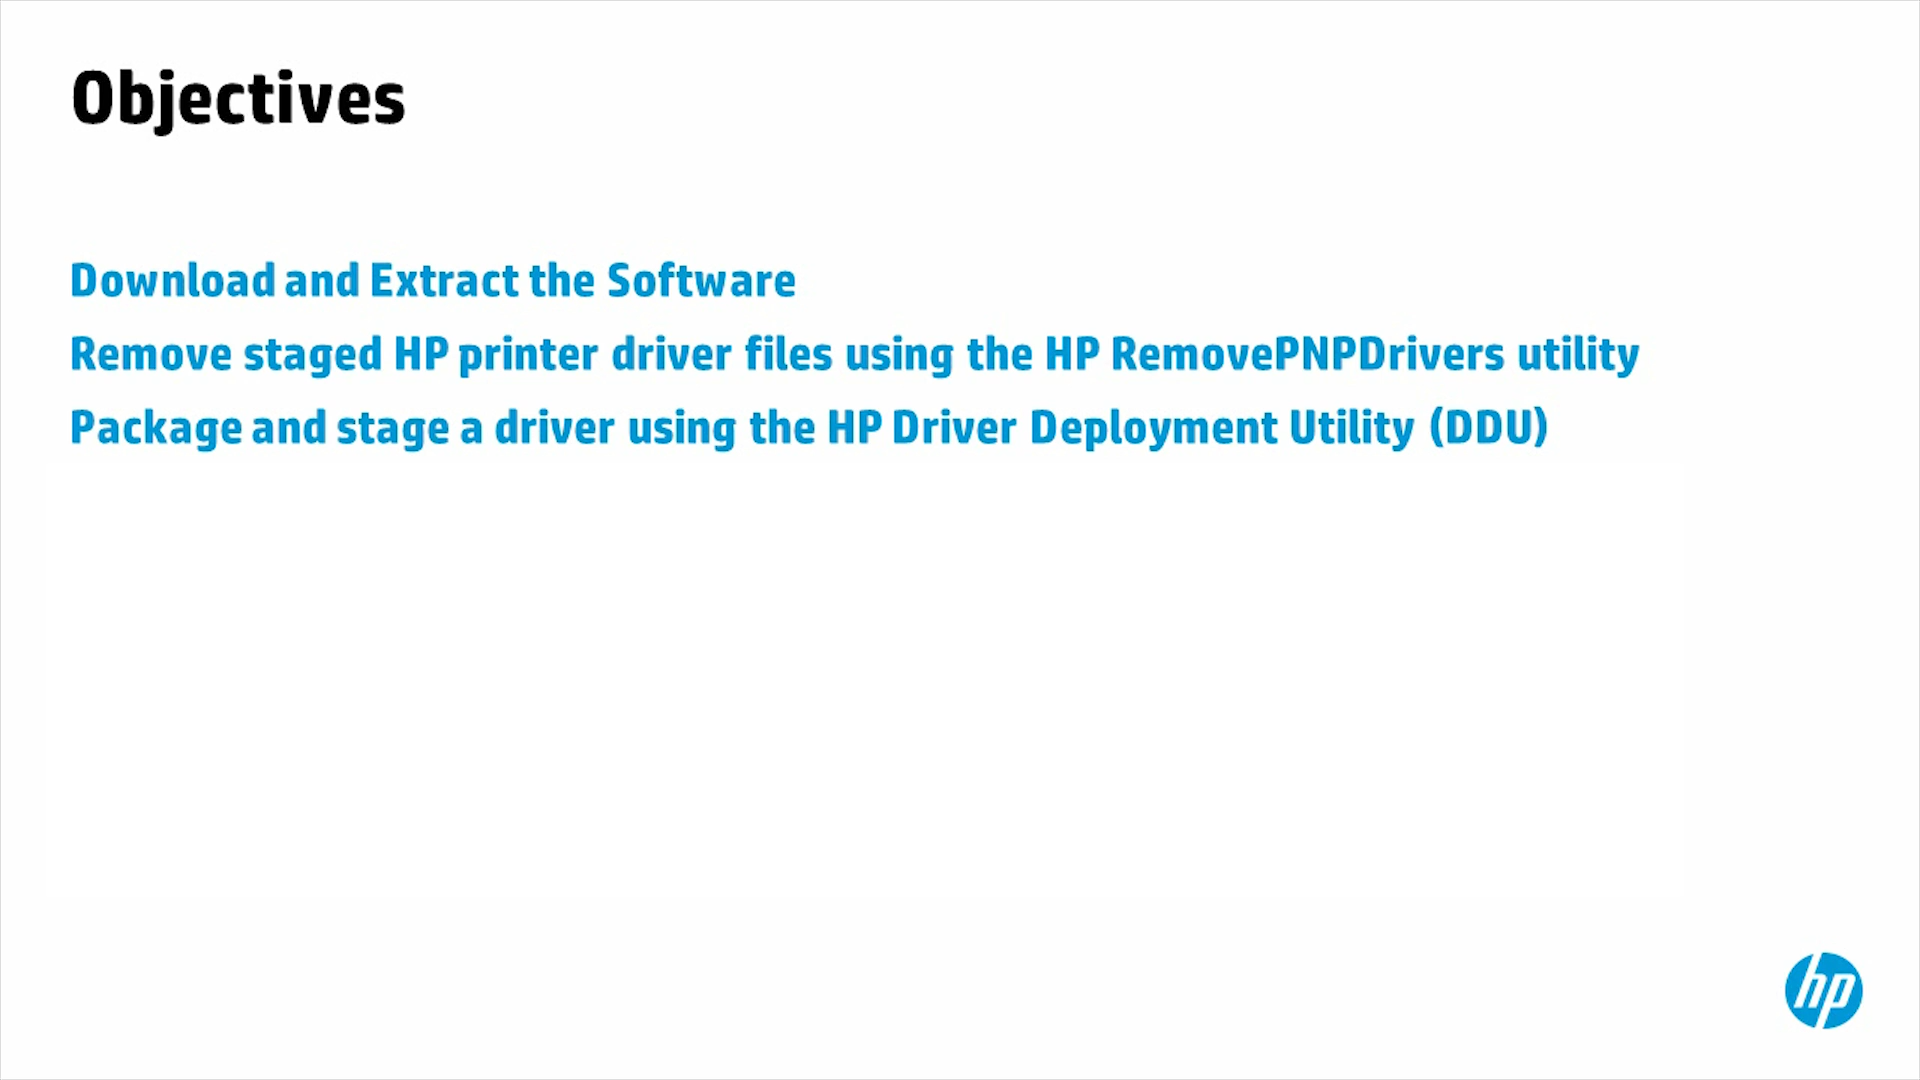 Objectives
Download and Extract the Software
Remove staged HP printer driver files using the HP RemovePNPDrivers utility
Package and stage a driver using the HP Driver Deployment Utility (DDU)
hp